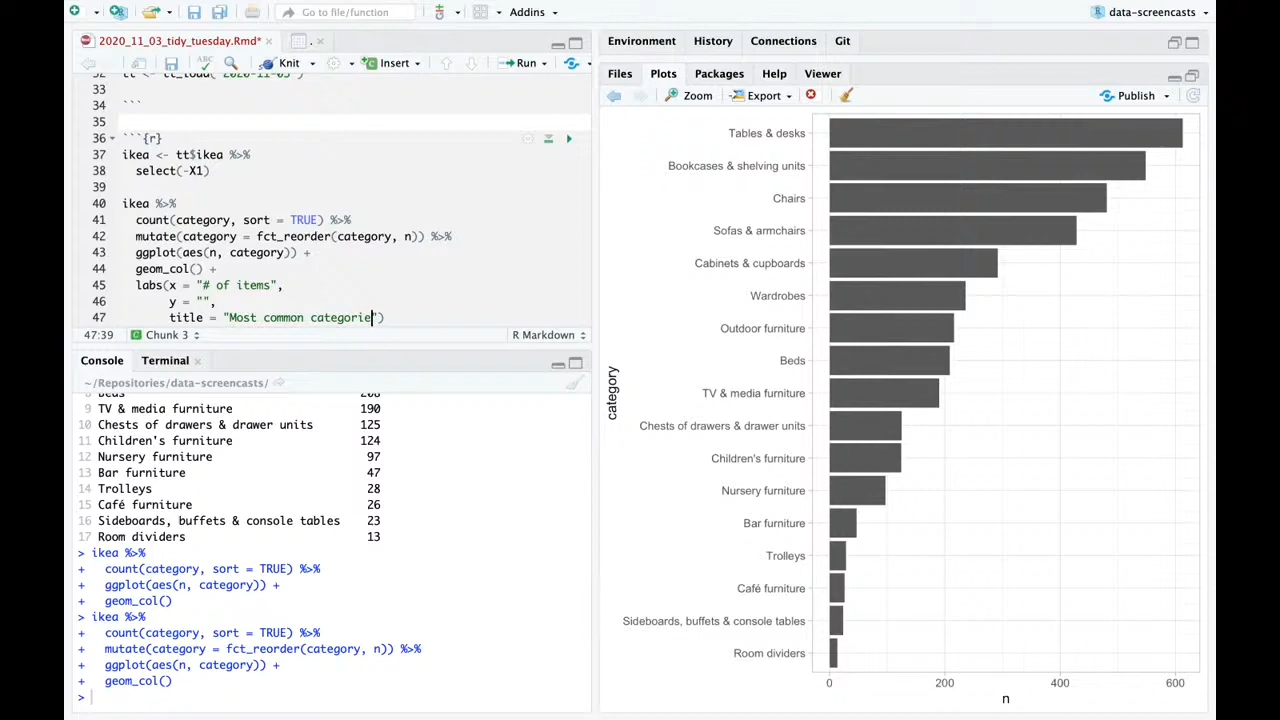 Go to file/function
Addins
data-screencasts
2020_11_03_tidy_tuesday.Rmd*
.
Knit
Insert
Run
32 tt <- tt_load("2020-11-03")
33
34 ```
35
36 ```{r}
37 ikea <- tt$ikea %>%
38 select(-X1)
39
40 ikea %>%
41 count(category, sort = TRUE) %>%
42 mutate(category = fct_reorder(category, n)) %>%
43 ggplot(aes(n, category)) +
44 geom_col() +
45 labs(x = "# of items",
46 y = "",
47 title = "Most common categorie")
47:39 Chunk 3 R Markdown
Console Terminal
~/Repositories/data-screencasts/
8 Beds 208
9 TV & media furniture 190
10 Chests of drawers & drawer units 125
11 Children's furniture 124
12 Nursery furniture 97
13 Bar furniture 47
14 Trolleys 28
15 Café furniture 26
16 Sideboards, buffets & console tables 23
17 Room dividers 13
> ikea %>%
+ count(category, sort = TRUE) %>%
+ ggplot(aes(n, category)) +
+ geom_col()
> ikea %>%
+ count(category, sort = TRUE) %>%
+ mutate(category = fct_reorder(category, n)) %>%
+ ggplot(aes(n, category)) +
+ geom_col()
>
Environment History Connections Git
Files Plots Packages Help Viewer
Zoom Export Publish
Tables & desks
Bookcases & shelving units
Chairs
Sofas & armchairs
Cabinets & cupboards
Wardrobes
Outdoor furniture
Beds
TV & media furniture
Chests of drawers & drawer units
Children's furniture
Nursery furniture
Bar furniture
Trolleys
Café furniture
Sideboards, buffets & console tables
Room dividers
category
0 200 400 600
n